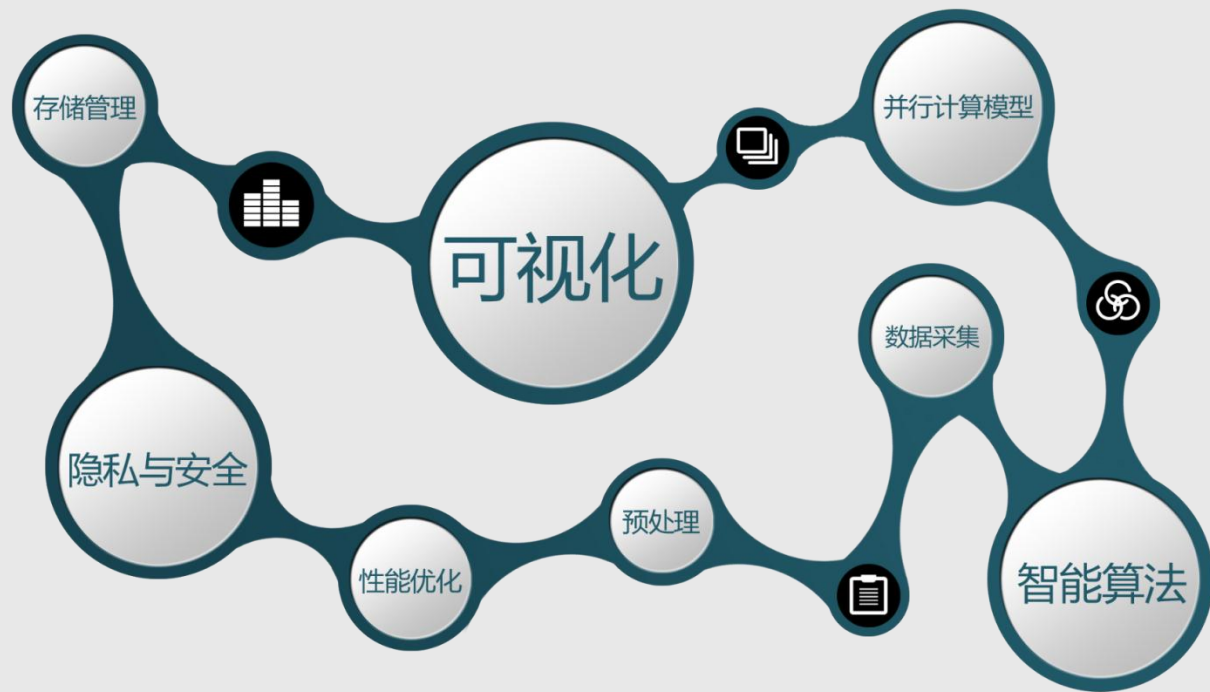 存储管理
并行计算模型
可视化
数据采集
隐私与安全
预处理
性能优化
智能算法